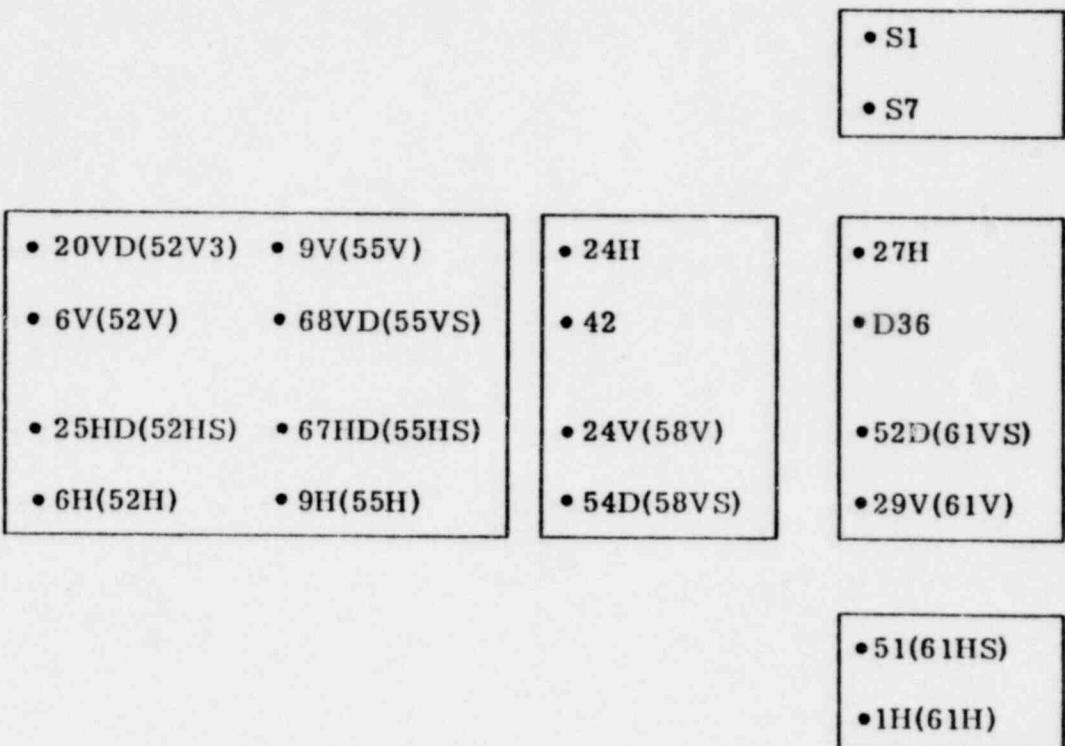 • S1
• S7
• 20VD(52V3) • 9V(55V)
• 6V(52V) • 68VD(55VS)
• 25HD(52HS) • 67HD(55HS)
• 6H(52H) • 9H(55H)
• 24H
• 42
• 24V(58V)
• 54D(58VS)
• 27H
• D36
• 52D(61VS)
• 29V(61V)
• 51(61HS)
• 1H(61H)